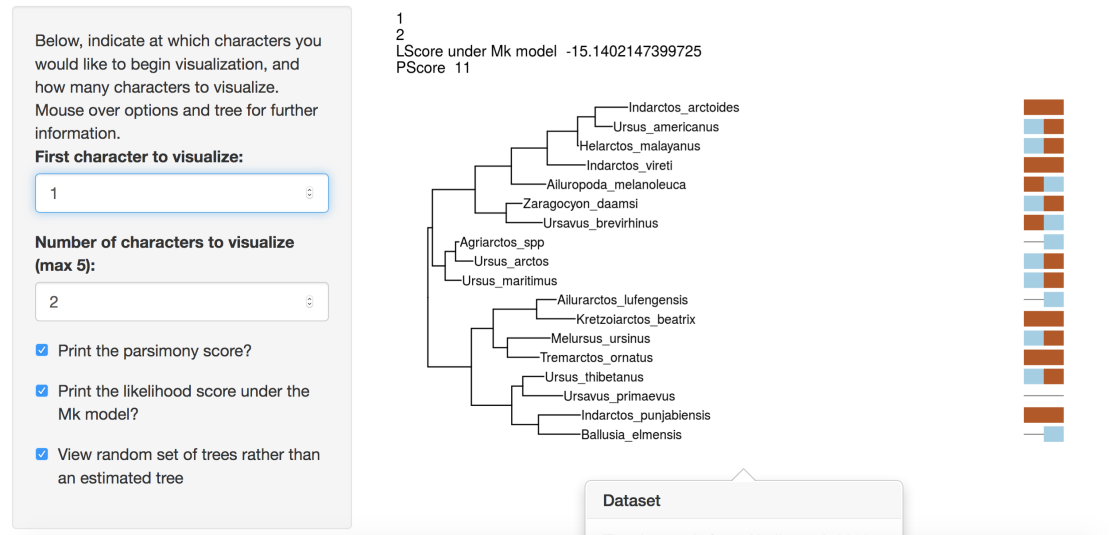 Below, indicate at which characters you
would like to begin visualization, and
how many characters to visualize.
Mouse over options and tree for further
information.
First character to visualize:
1
Number of characters to visualize
(max 5):
2
Print the parsimony score?
Print the likelihood score under the
Mk model?
View random set of trees rather than
an estimated tree
1
2
LScore under Mk model -15.1402147399725
PScore 11
Indarctos_arctoides
Ursus_americanus
Helarctos_malayanus
Indarctos_vireti
Ailuropoda_melanoleuca
Zaragocyon_daamsi
Ursavus_brevirhinus
Agriarctos_spp
Ursus_arctos
Ursus_maritimus
Ailurarctos_lufengensis
Kretzoiarctos_beatrix
Melursus_ursinus
Tremarctos_ornatus
Ursus_thibetanus
Ursavus_primaevus
Indarctos_punjabiensis
Ballusia_elmensis
Dataset